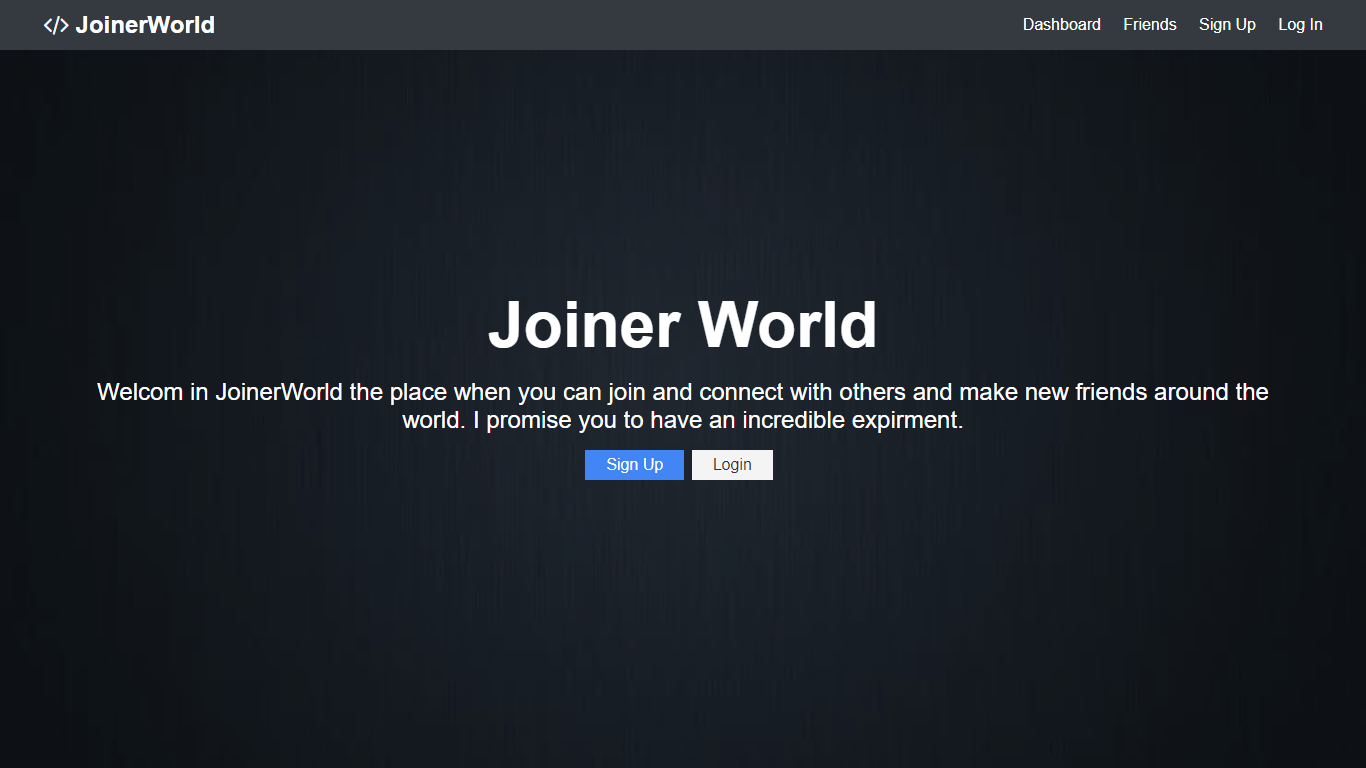 </> JoinerWorld
Dashboard Friends Sign Up Log In
Joiner World
Welcom in JoinerWorld the place when you can join and connect with others and make new friends around the
world. I promise you to have an incredible expirment.
Sign Up Login